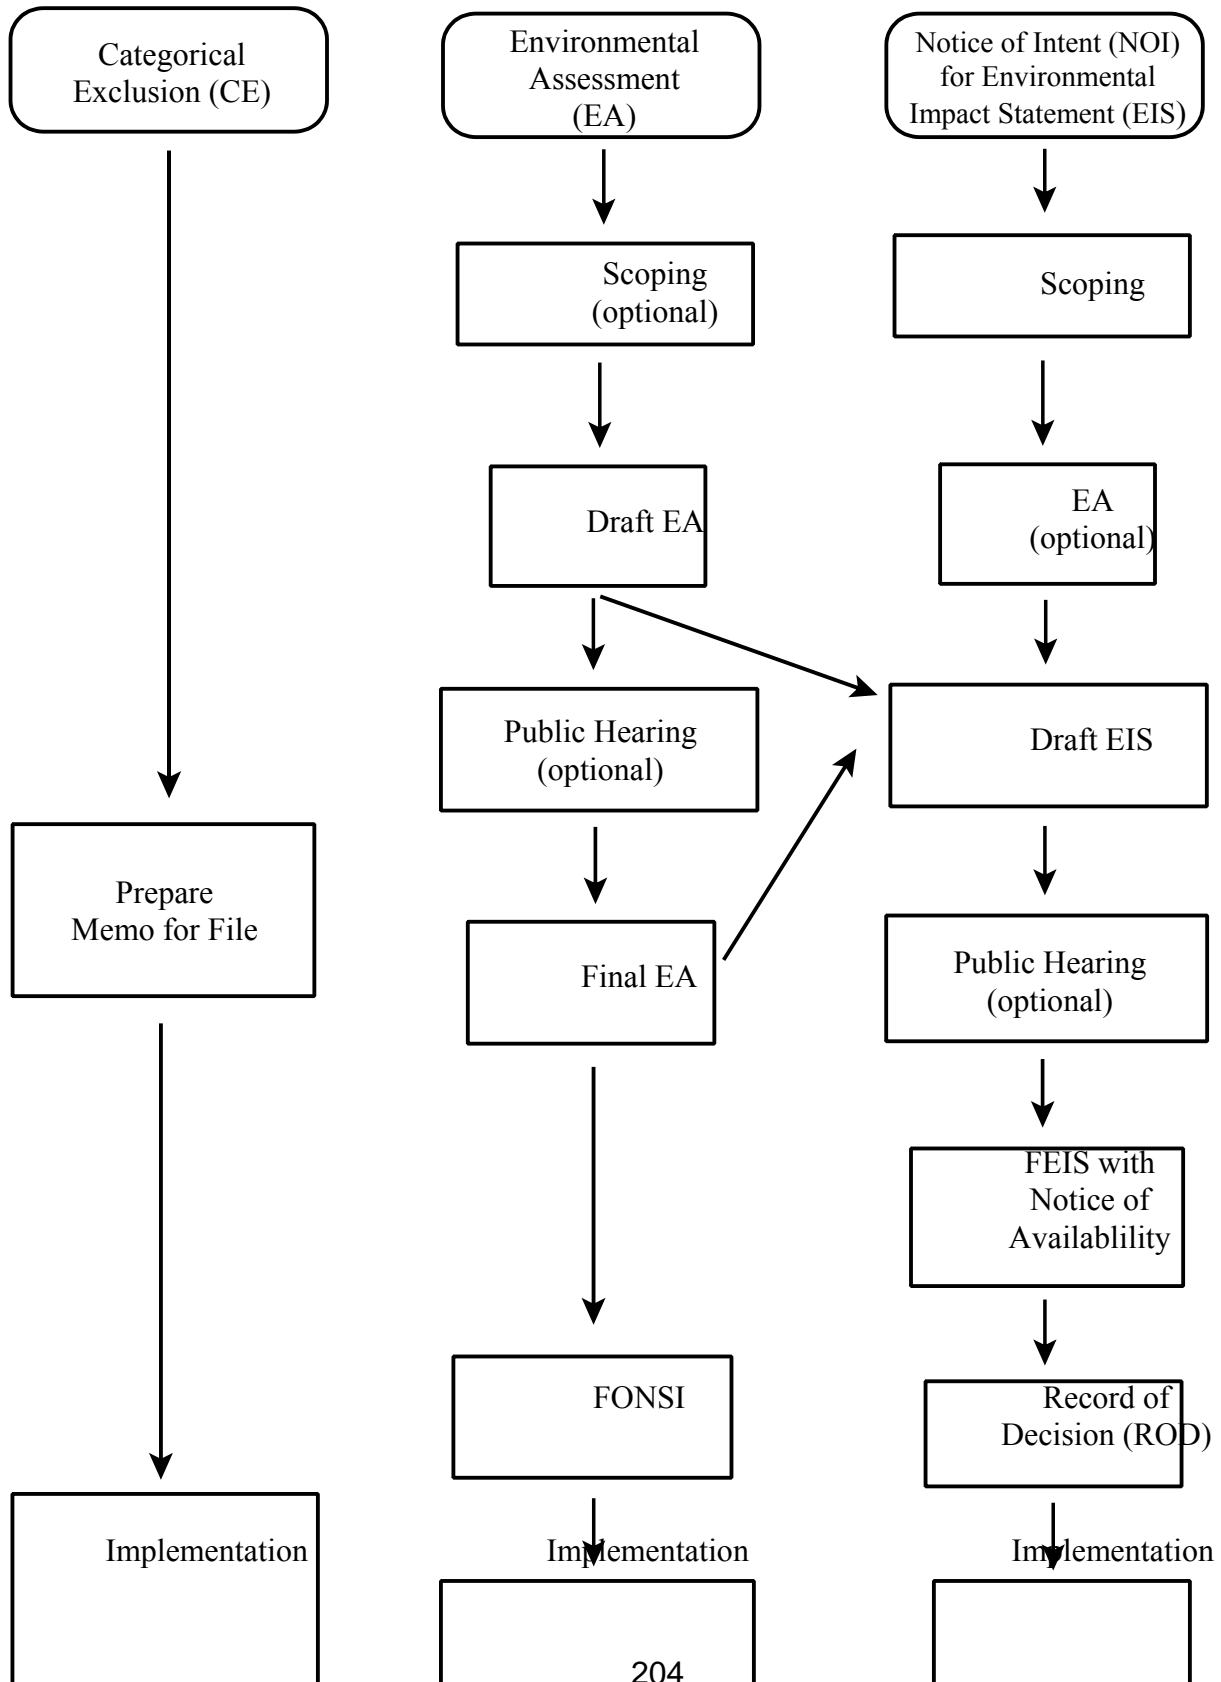 Categorical
Exclusion (CE)
Environmental
Assessment
(EA)
Notice of Intent (NOI)
for Environmental
Impact Statement (EIS)
Scoping
(optional)
Scoping
Draft EA
EA
(optional)
Public Hearing
(optional)
Draft EIS
Prepare
Memo for File
Final EA
Public Hearing
(optional)
FEIS with
Notice of
Availablility
FONSI
Record of
Decision (ROD)
Implementation
Implementation
Implementation
204